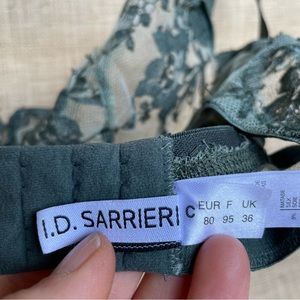 I.D. SARRIERI
C
EUR F UK
80 95 36